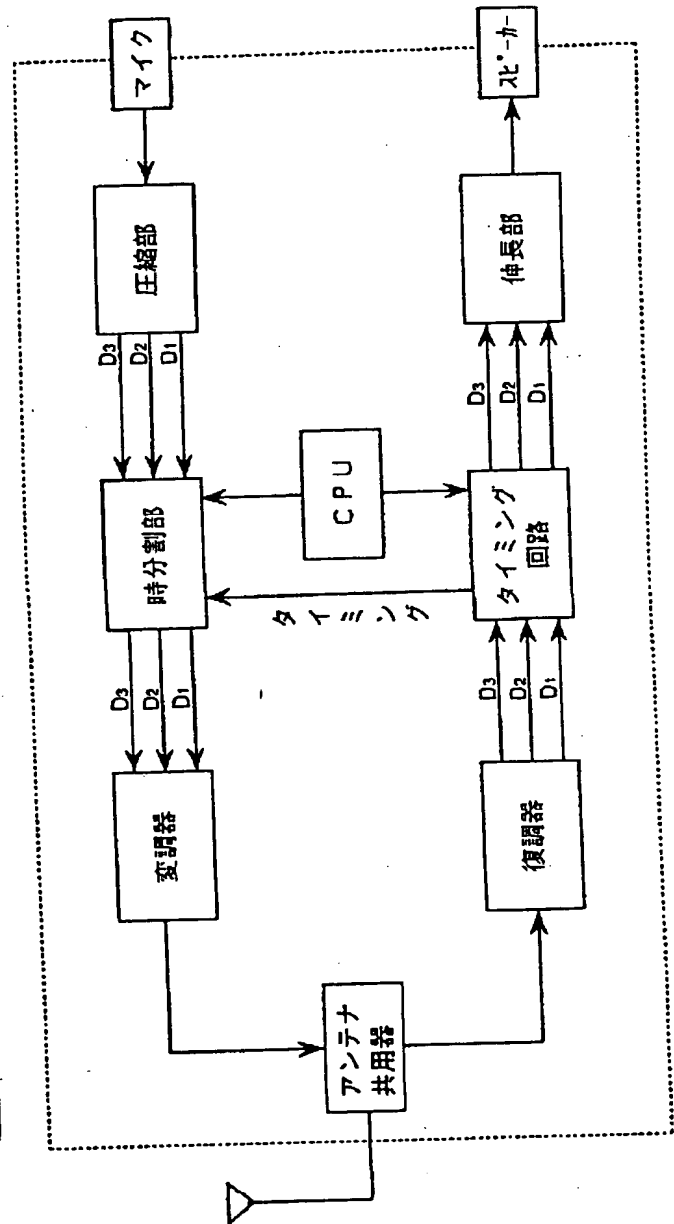 マイク
圧縮部
D3
D2
D1
時分割部
D3
D2
D1
変調器
アンテナ
共用器
CPU
タイミング
復調器
D3
D2
D1
タイミング
回路
D3
D2
D1
伸長部
スピーカー